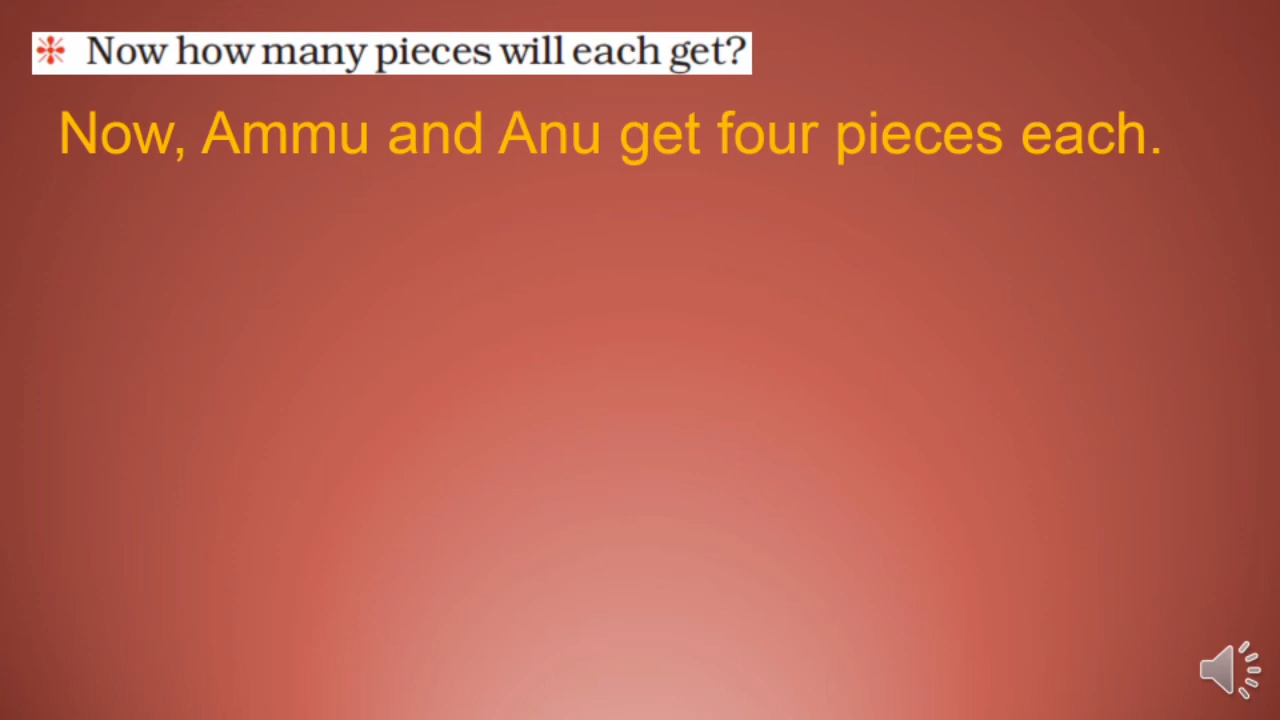 Now how many pieces will each get?
Now, Ammu and Anu get four pieces each.